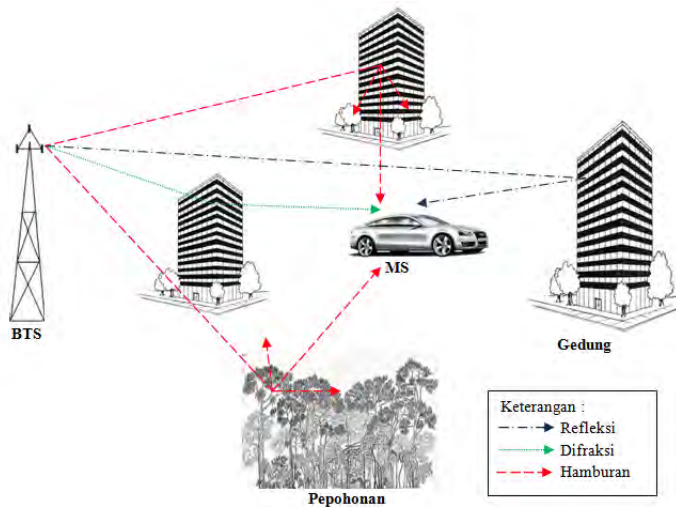 MS
BTS
Gedung
Pepohonan
Keterangan :
Refleksi
Difraksi
Hamburan